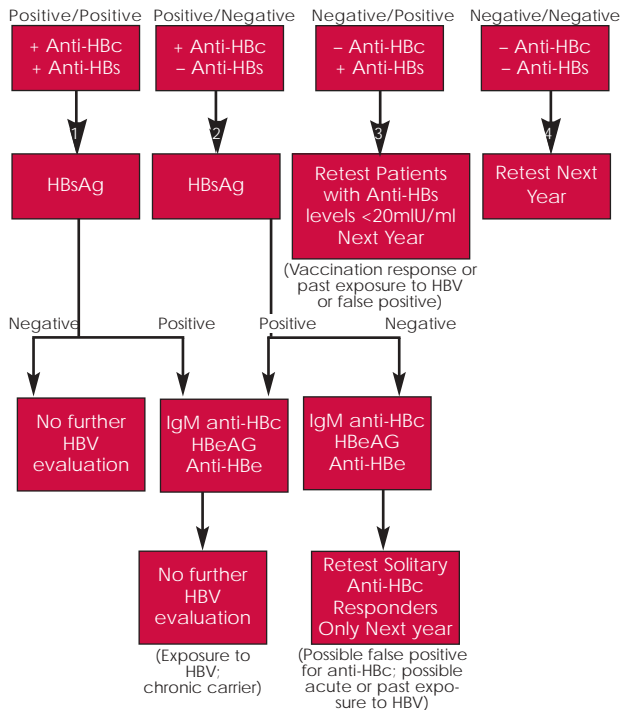 Positive/Positive
Positive/Negative
Negative/Positive
Negative/Negative
+ Anti-HBc
+ Anti-HBs
+ Anti-HBc
– Anti-HBs
– Anti-HBc
+ Anti-HBs
– Anti-HBc
– Anti-HBs
1
2
3
4
HBsAg
HBsAg
Retest Patients
with Anti-HBs
levels <20mIU/ml
Next Year
Retest Next
Year
(Vaccination response or
past exposure to HBV
or false positive)
Negative
Positive
Positive
Negative
No further
HBV
evaluation
IgM anti-HBc
HBeAG
Anti-HBe
IgM anti-HBc
HBeAG
Anti-HBe
No further
HBV
evaluation
Retest Solitary
Anti-HBc
Responders
Only Next year
(Exposure to
HBV;
chronic carrier)
(Possible false positive
for anti-HBc; possible
acute or past expo-
sure to HBV)